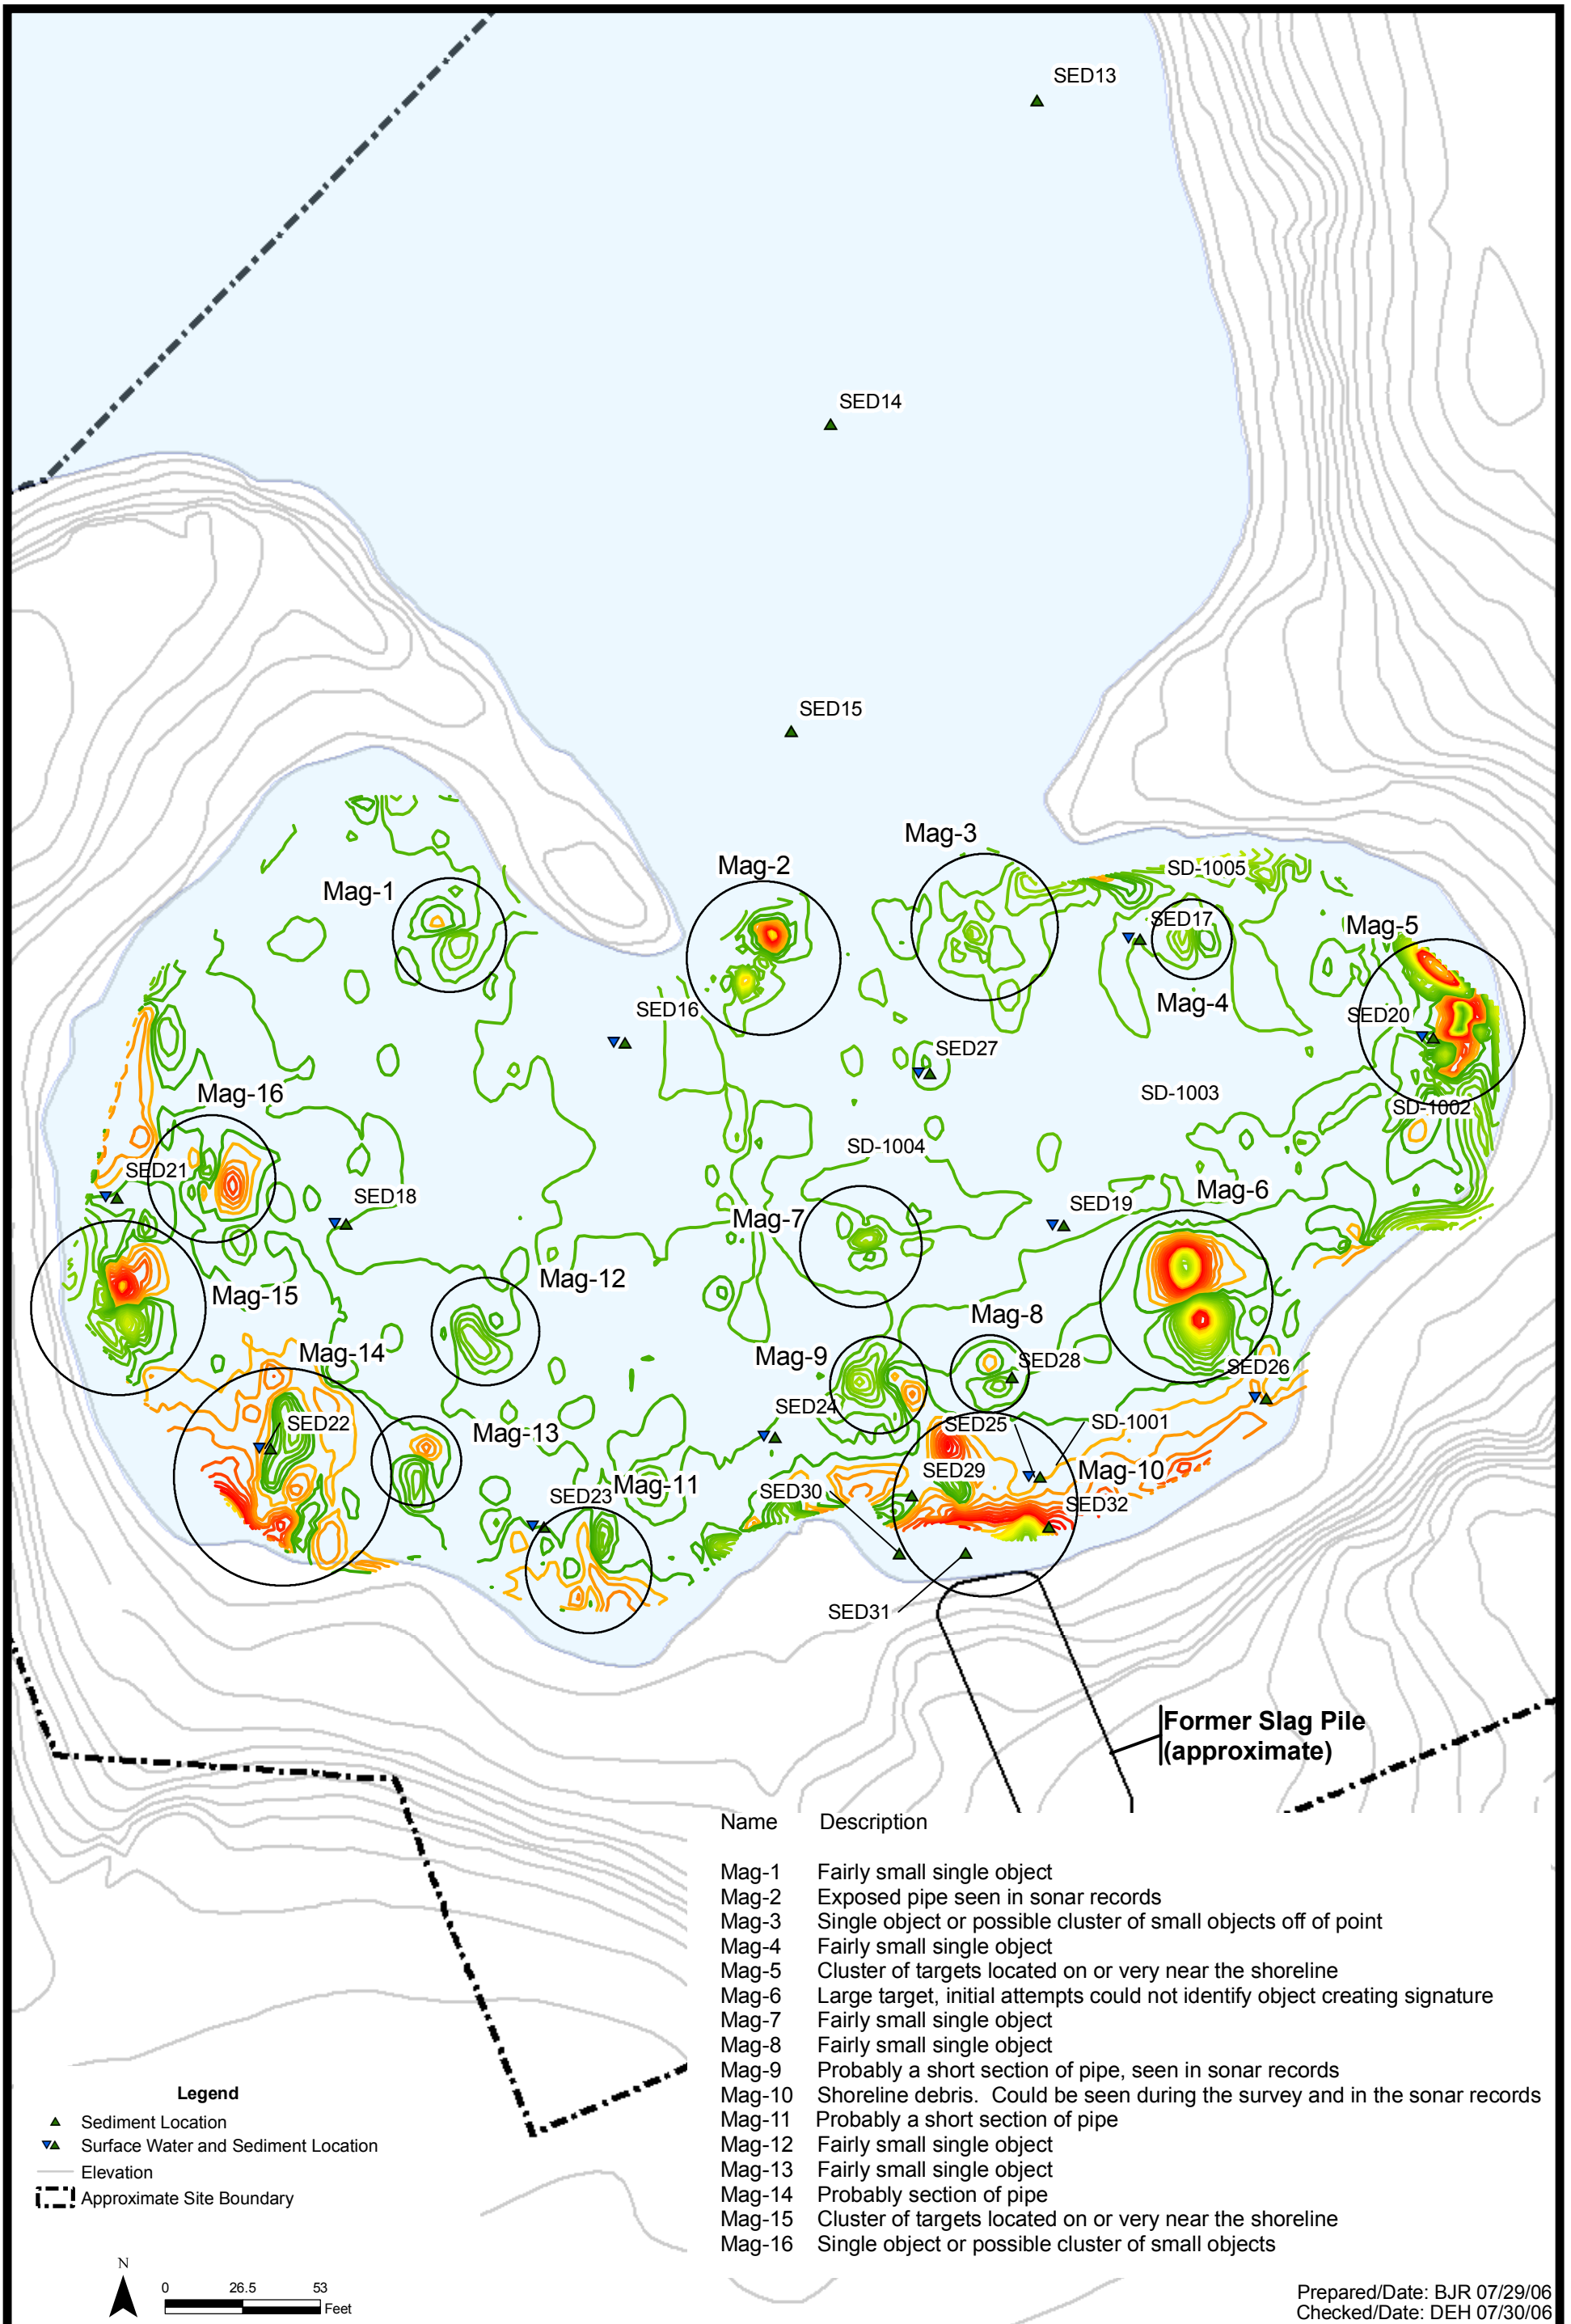 SED13
SED14
SED15
Mag-3
Mag-2
SD-1005
Mag-1
SED17
Mag-5
Mag-4
SED16
SED20
SED27
Mag-16
SD-1003
SD-1002
SD-1004
SED21
SED18
SED19
Mag-6
Mag-7
Mag-12
Mag-15
Mag-8
Mag-14
Mag-9
SED28
SED26
SED24
SED22
SED25
SD-1001
Mag-13
SED29
Mag-10
Mag-11
SED30
SED23
SED32
SED31
Former Slag Pile
(approximate)
Name Description
Mag-1 Fairly small single object
Mag-2 Exposed pipe seen in sonar records
Mag-3 Single object or possible cluster of small objects off of point
Mag-4 Fairly small single object
Mag-5 Cluster of targets located on or very near the shoreline
Mag-6 Large target, initial attempts could not identify object creating signature
Mag-7 Fairly small single object
Mag-8 Fairly small single object
Mag-9 Probably a short section of pipe, seen in sonar records
Mag-10 Shoreline debris. Could be seen during the survey and in the sonar records
Mag-11 Probably a short section of pipe
Mag-12 Fairly small single object
Mag-13 Fairly small single object
Mag-14 Probably section of pipe
Mag-15 Cluster of targets located on or very near the shoreline
Mag-16 Single object or possible cluster of small objects
Legend
Sediment Location
Surface Water and Sediment Location
Elevation
Approximate Site Boundary
N
0 26.5 53
Feet
Prepared/Date: BJR 07/29/06
Checked/Date: DEH 07/30/06